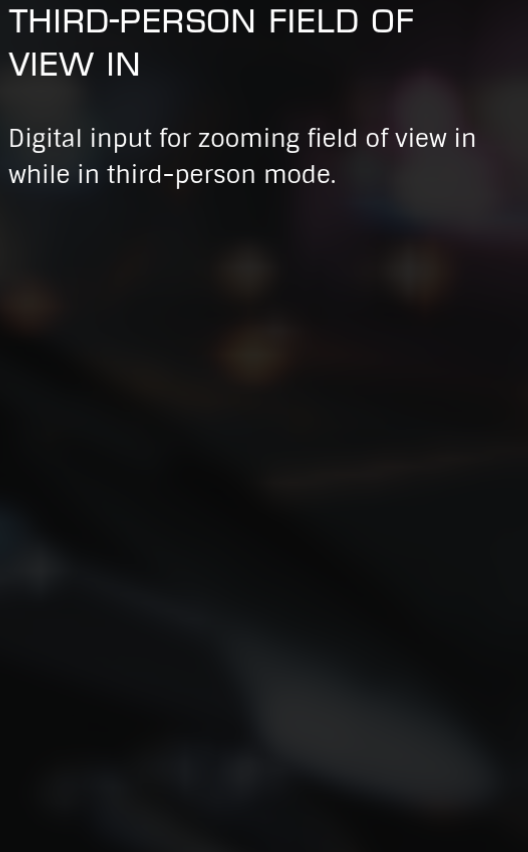 THIRD-PERSON FIELD OF
VIEW IN
Digital input for zooming field of view in
while in third-person mode.